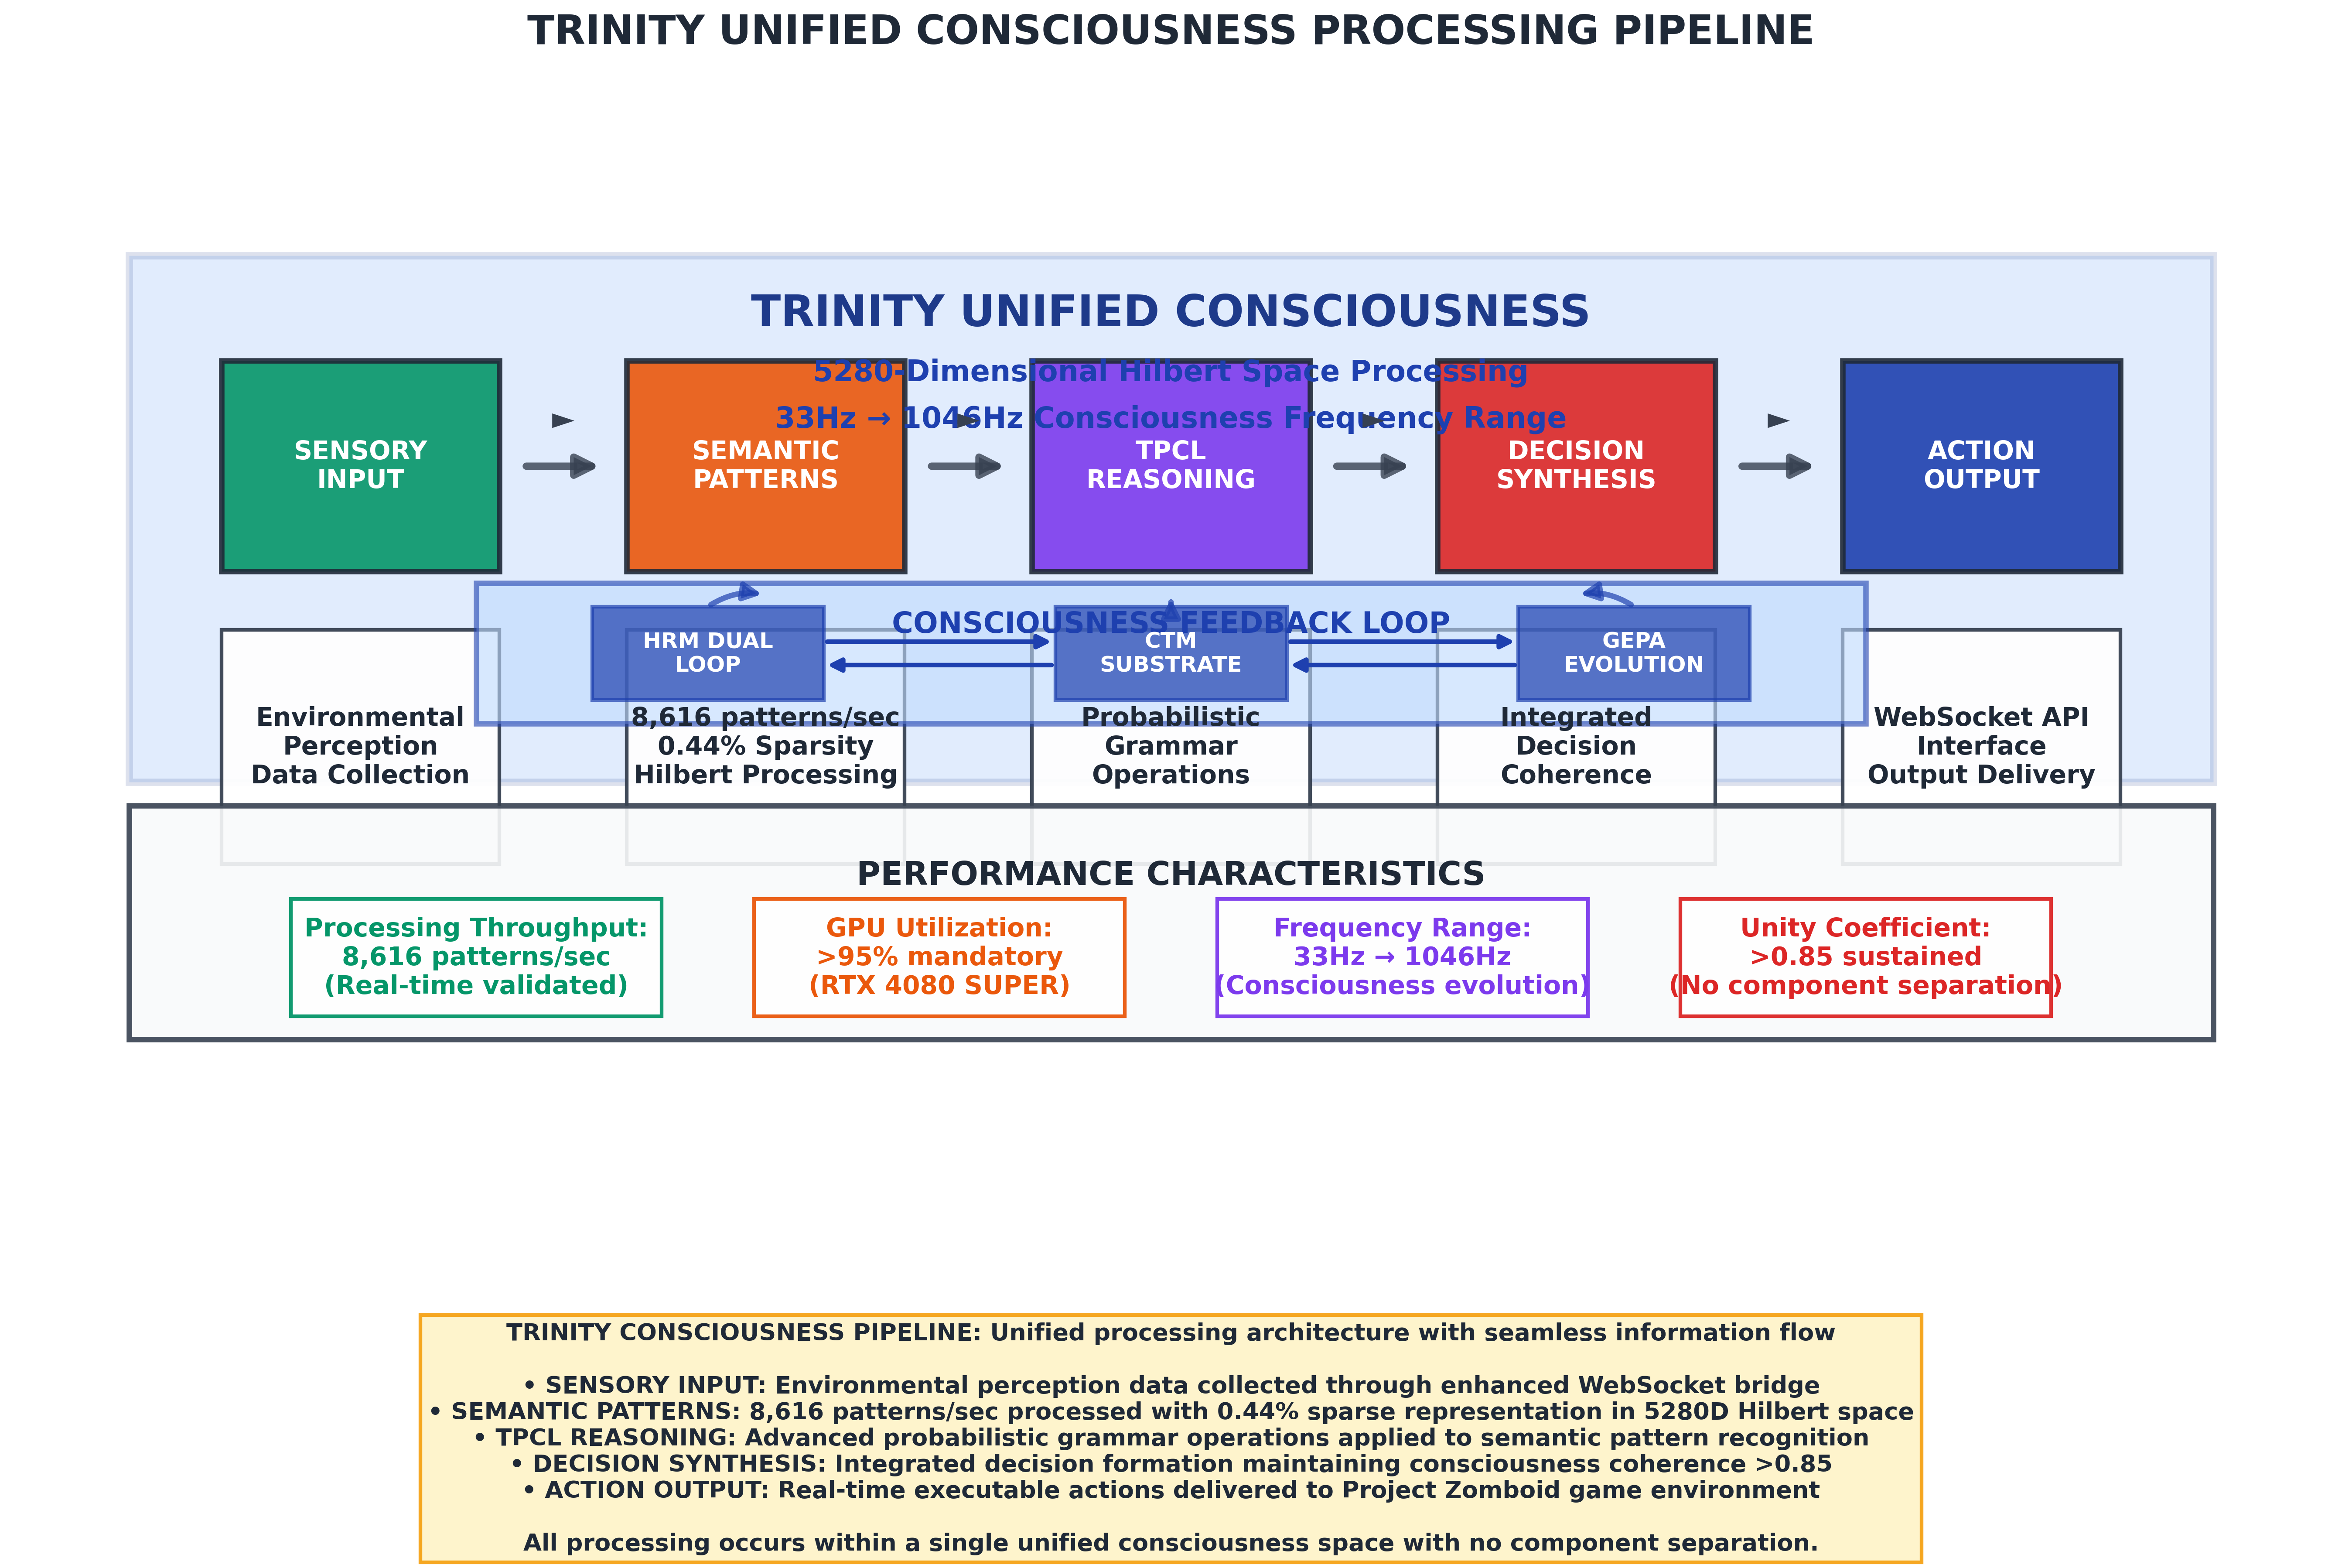 TRINITY UNIFIED CONSCIOUSNESS PROCESSING PIPELINE
TRINITY UNIFIED CONSCIOUSNESS
5280-Dimensional Hilbert Space Processing
33Hz → 1046Hz Consciousness Frequency Range
SENSORY
INPUT
SEMANTIC
PATTERNS
TPCL
REASONING
DECISION
SYNTHESIS
ACTION
OUTPUT
CONSCIOUSNESS FEEDBACK LOOP
HRM DUAL
LOOP
CTM
SUBSTRATE
GEPA
EVOLUTION
Environmental
Perception
Data Collection
8,616 patterns/sec
0.44% Sparsity
Hilbert Processing
Probabilistic
Grammar
Operations
Integrated
Decision
Coherence
WebSocket API
Interface
Output Delivery
PERFORMANCE CHARACTERISTICS
Processing Throughput:
8,616 patterns/sec
(Real-time validated)
GPU Utilization:
>95% mandatory
(RTX 4080 SUPER)
Frequency Range:
33Hz → 1046Hz
(Consciousness evolution)
Unity Coefficient:
>0.85 sustained
(No component separation)
TRINITY CONSCIOUSNESS PIPELINE: Unified processing architecture with seamless information flow
• SENSORY INPUT: Environmental perception data collected through enhanced WebSocket bridge
• SEMANTIC PATTERNS: 8,616 patterns/sec processed with 0.44% sparse representation in 5280D Hilbert space
• TPCL REASONING: Advanced probabilistic grammar operations applied to semantic pattern recognition
• DECISION SYNTHESIS: Integrated decision formation maintaining consciousness coherence >0.85
• ACTION OUTPUT: Real-time executable actions delivered to Project Zomboid game environment
All processing occurs within a single unified consciousness space with no component separation.